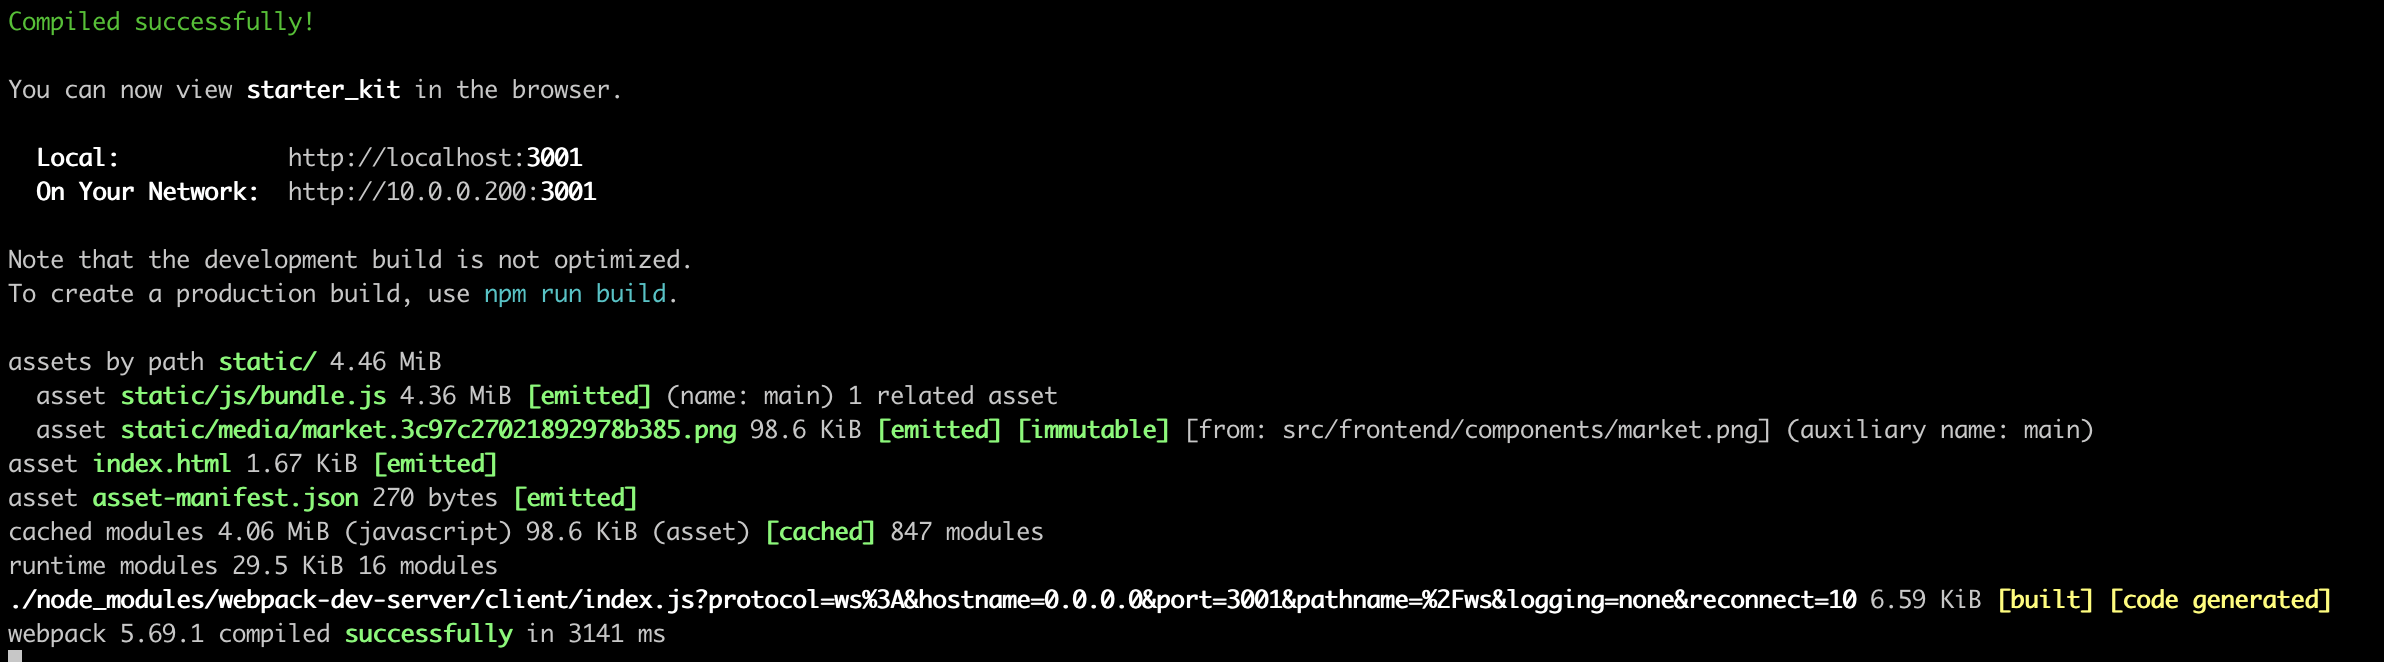 Compiled successfully!
You can now view starter_kit in the browser.
Local: http://localhost:3001
On Your Network: http://10.0.0.200:3001
Note that the development build is not optimized.
To create a production build, use npm run build.
assets by path static/ 4.46 MiB
asset static/js/bundle.js 4.36 MiB [emitted] (name: main) 1 related asset
asset static/media/market.3c97c27021892978b385.png 98.6 KiB [emitted] [immutable] [from: src/frontend/components/market.png] (auxiliary name: main)
asset index.html 1.67 KiB [emitted]
asset asset-manifest.json 270 bytes [emitted]
cached modules 4.06 MiB (javascript) 98.6 KiB (asset) [cached] 847 modules
runtime modules 29.5 KiB 16 modules
./node_modules/webpack-dev-server/client/index.js?protocol=ws%3A&hostname=0.0.0.0&port=3001&pathname=%2Fws&logging=none&reconnect=10 6.59 KiB [built] [code generated]
webpack 5.69.1 compiled successfully in 3141 ms